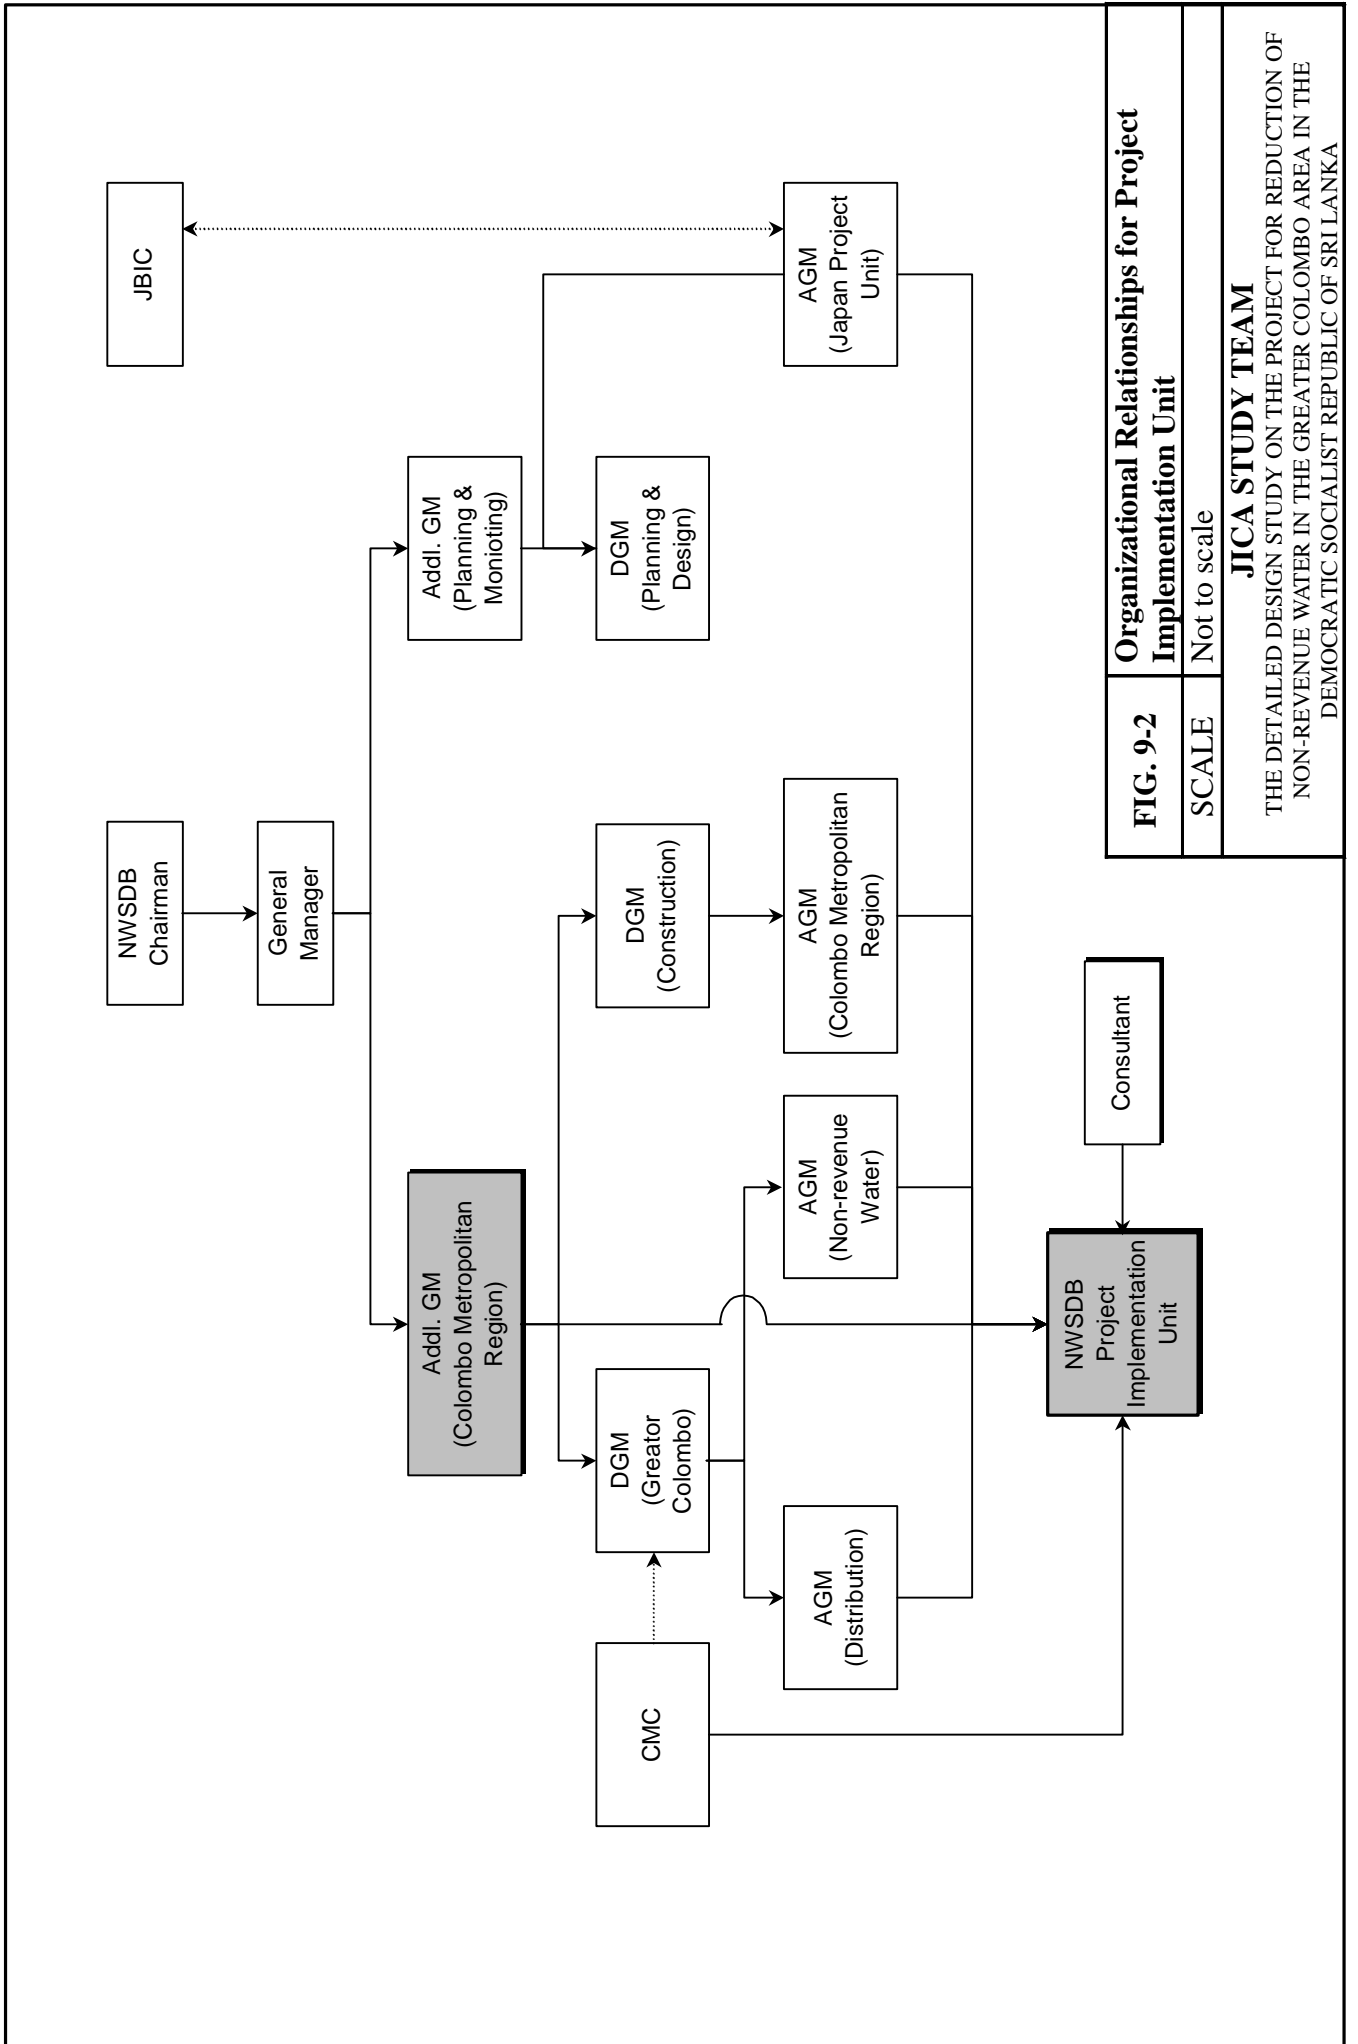 NWSDB
Chairman
JBIC
General
Manager
Addl. GM
(Colombo Metropolitan
Region)
Addl. GM
(Planning &
Monioting)
CMC
DGM
(Greator
Colombo)
DGM
(Construction)
DGM
(Planning &
Design)
AGM
(Distribution)
AGM
(Non-revenue
Water)
AGM
(Colombo Metropolitan
Region)
AGM
(Japan Project
Unit)
NWSDB
Project
Implementation
Unit
Consultant
FIG. 9-2
Organizational Relationships for Project
Implementation Unit
SCALE
Not to scale
JICA STUDY TEAM
THE DETAILED DESIGN STUDY ON THE PROJECT FOR REDUCTION OF
NON-REVENUE WATER IN THE GREATER COLOMBO AREA IN THE
DEMOCRATIC SOCIALIST REPUBLIC OF SRI LANKA